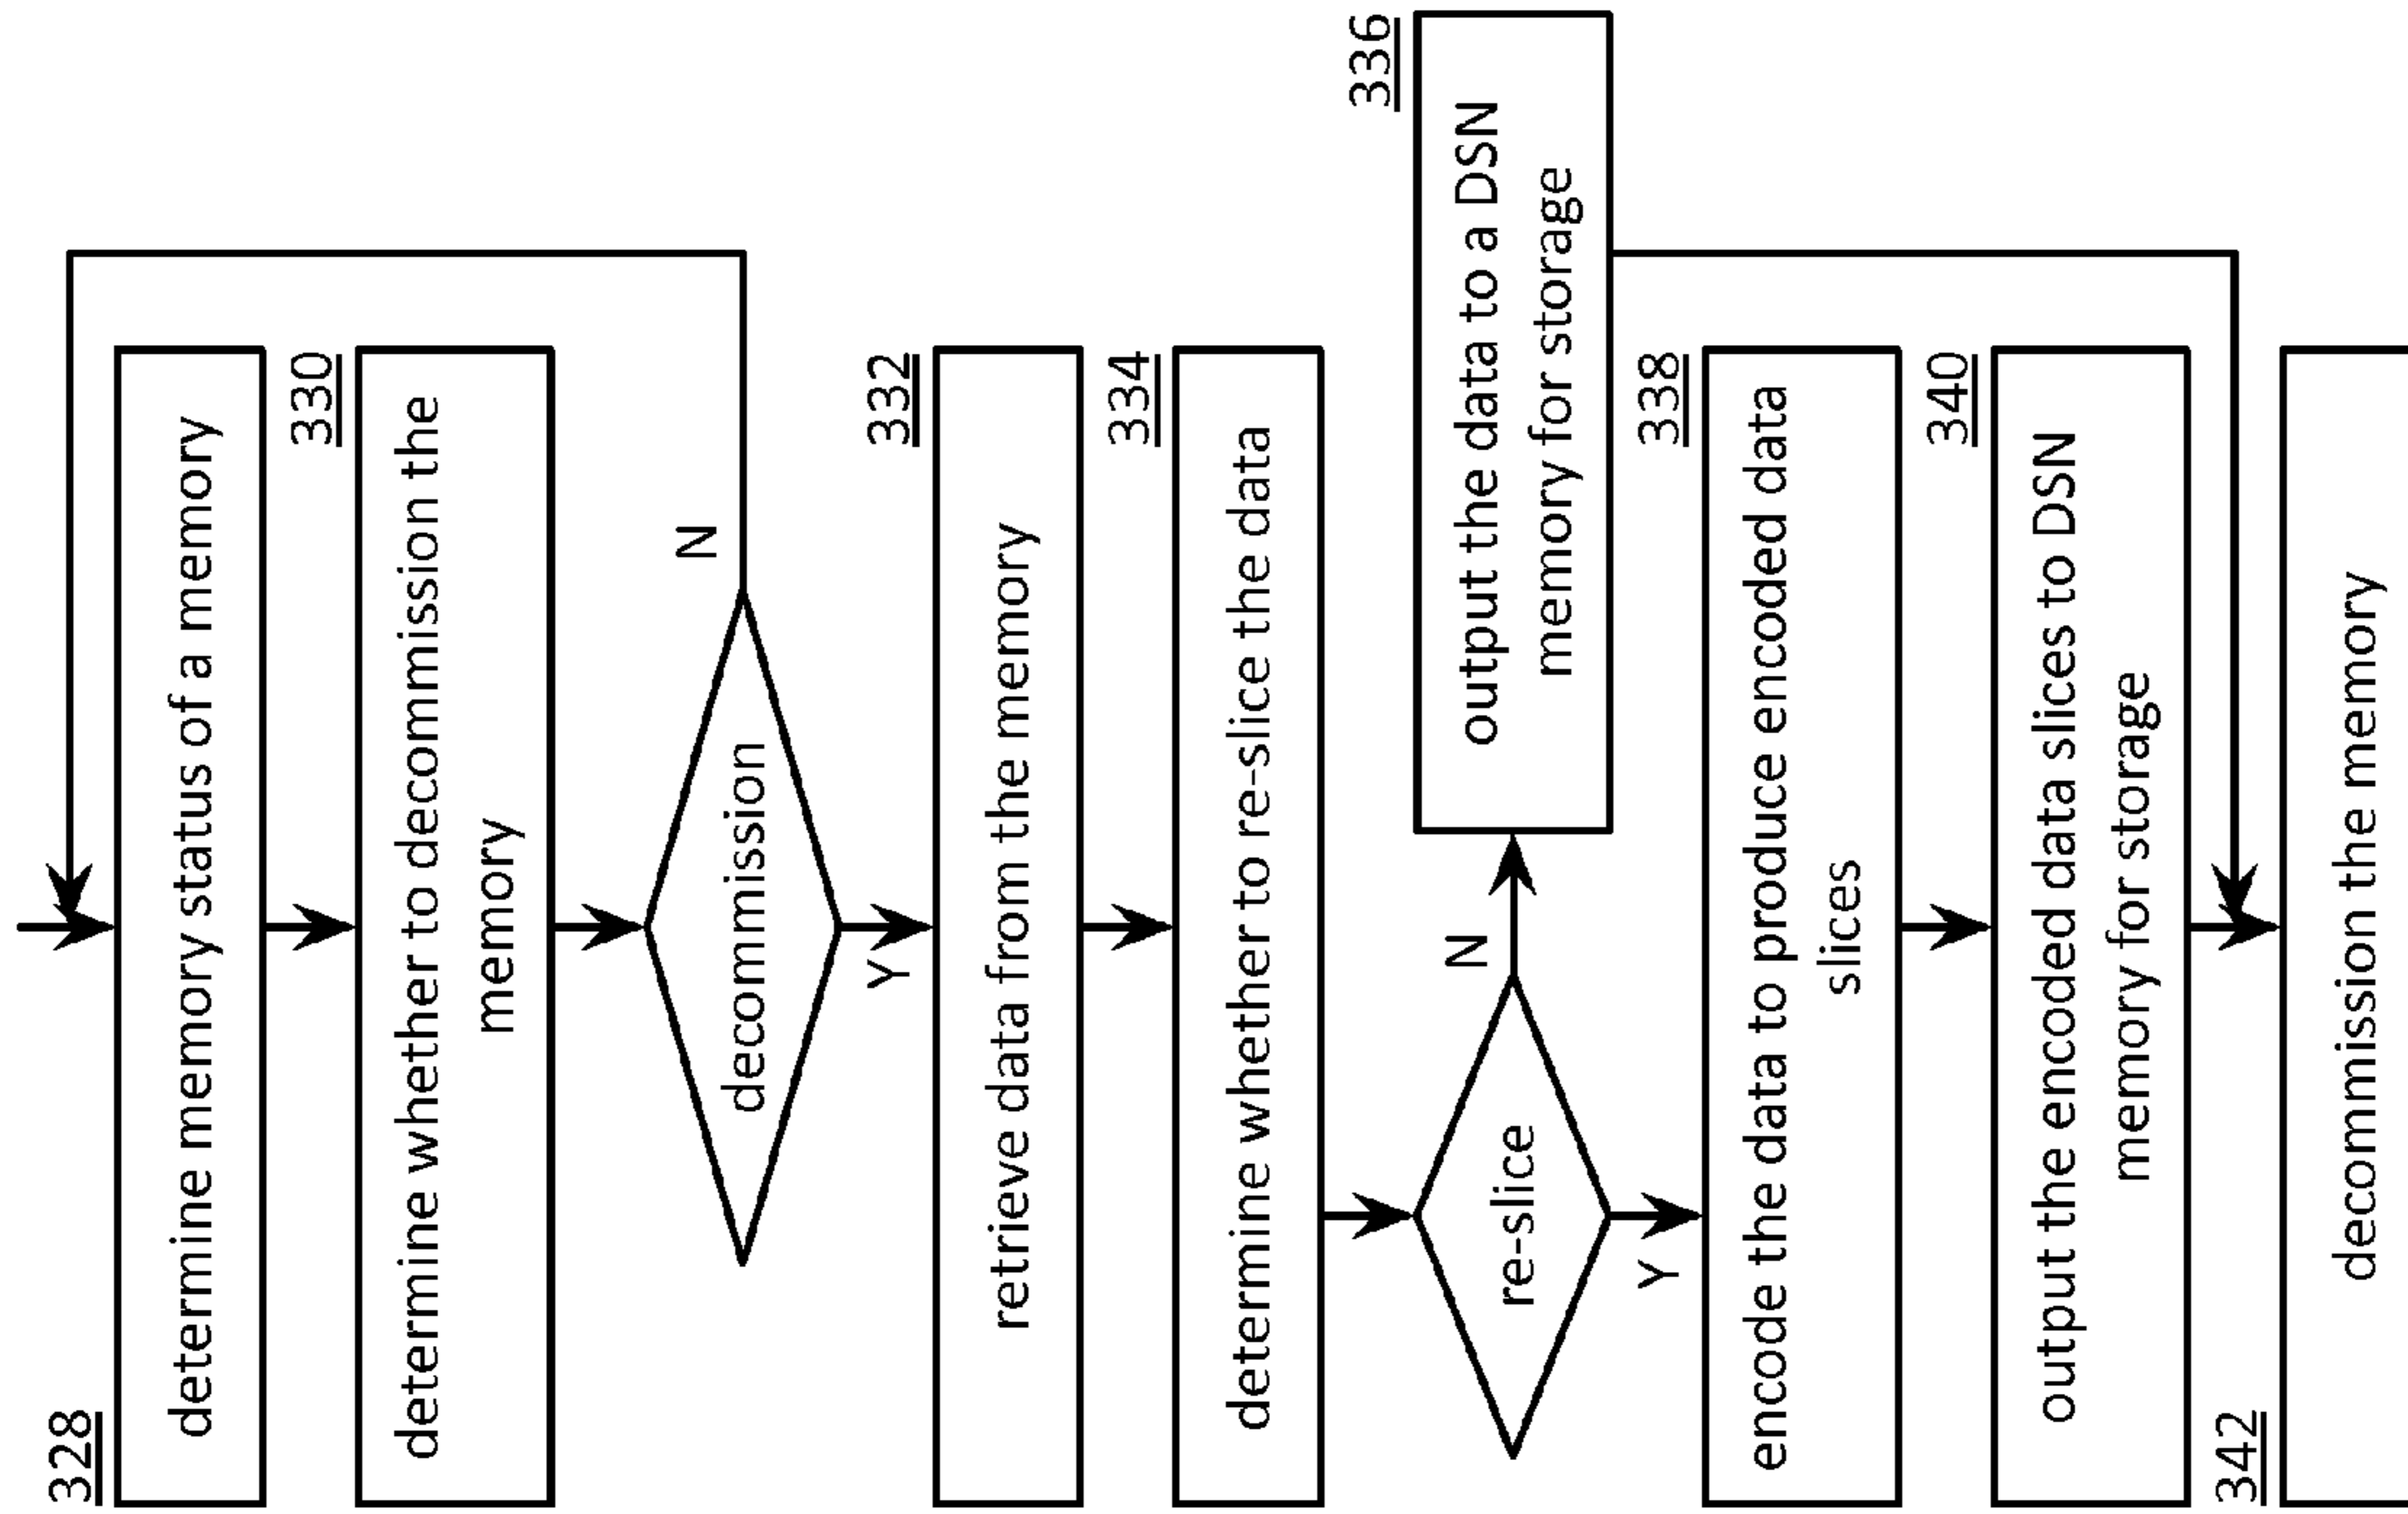 328
determine memory status of a memory
330
determine whether to decommission the
memory
decommission
N
Y
332
retrieve data from the memory
334
determine whether to re-slice the data
re-slice
N
336
output the data to a DSN
memory for storage
Y
338
encode the data to produce encoded data
slices
340
output the encoded data slices to DSN
memory for storage
342
decommission the memory